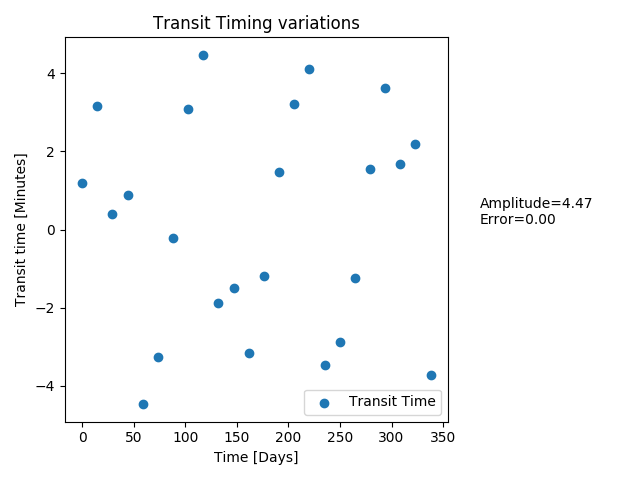 Transit Timing variations
Transit time [Minutes]
4
2
0
−2
−4
0
50
100
150
200
250
300
350
Time [Days]
Transit Time
Amplitude=4.47
Error=0.00